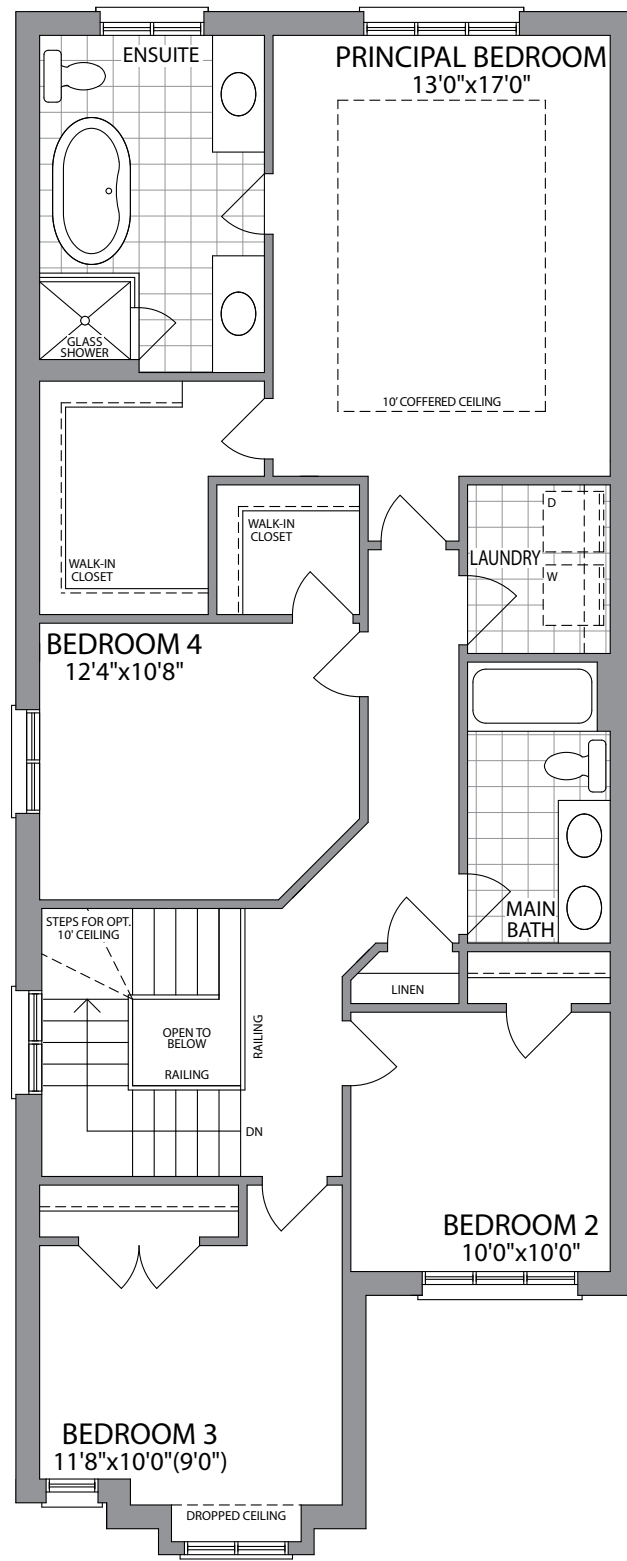 ENSUITE
PRINCIPAL BEDROOM
13'0"x17'0"
GLASS
SHOWER
10' COFFERED CEILING
WALK-IN
CLOSET
WALK-IN
CLOSET
D
LAUNDRY
W
BEDROOM 4
12'4"x10'8"
MAIN
BATH
STEPS FOR OPT.
10' CEILING
LINEN
OPEN TO
BELOW
RAILING
RAILING
DN
BEDROOM 2
10'0"x10'0"
BEDROOM 3
11'8"x10'0"(9'0")
DROPPED CEILING